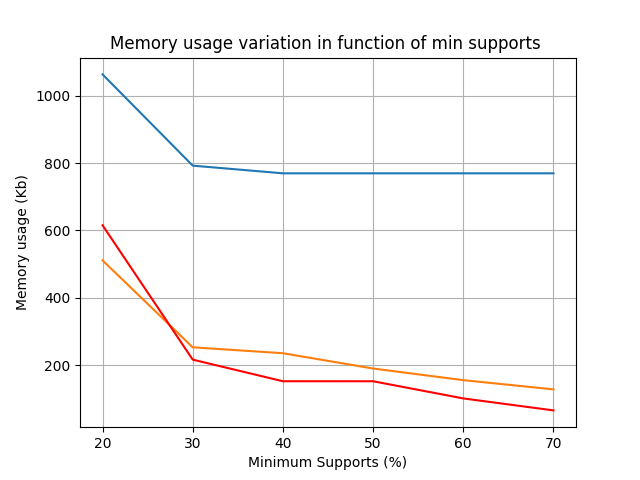 Memory usage variation in function of min supports
1000
800
600
400
200
Memory usage (Kb)
20 30 40 50 60 70
Minimum Supports (%)